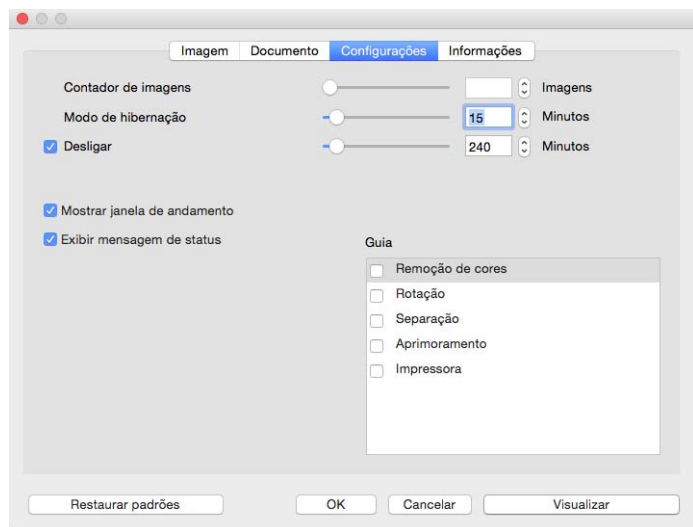 Imagem Documento Configurações Informações
Contador de imagens Imagens
Modo de hibernação 15 Minutos
Desligar 240 Minutos
Mostrar janela de andamento
Exibir mensagem de status
Guia
Remoção de cores
Rotação
Separação
Aprimoramento
Impressora
Restaurar padrões OK Cancelar Visualizar